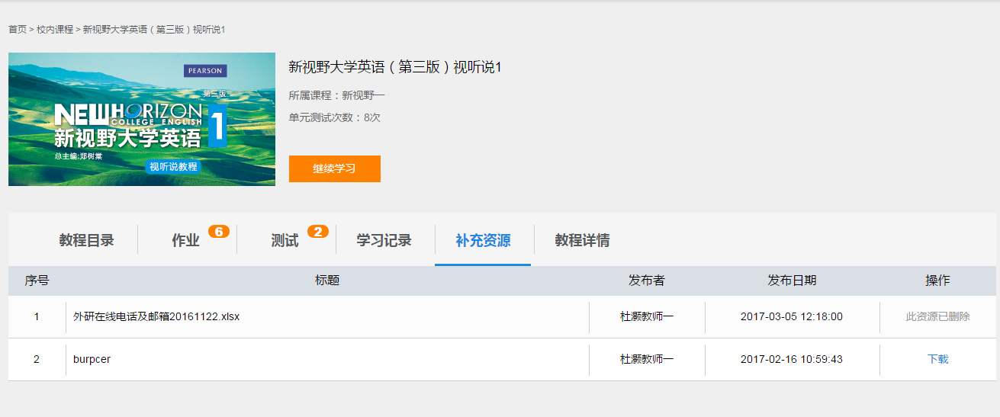 首页 > 校内课程 > 新视野大学英语（第三版）视听说1
PEARSON
第三版
NEW HORIZON
COLLEGE ENGLISH
1
新视野大学英语
总主编:郑树棠
视听说教程
新视野大学英语（第三版）视听说1
所属课程：新视野一
单元测试次数：8次
继续学习
教程目录 作业 6 测试 2 学习记录 补充资源 教程详情
序号 标题 发布者 发布日期 操作
1 外研在线电话及邮箱20161122.xlsx 杜灏教师一 2017-03-05 12:18:00 此资源已删除
2 burpcer 杜灏教师一 2017-02-16 10:59:43 下载